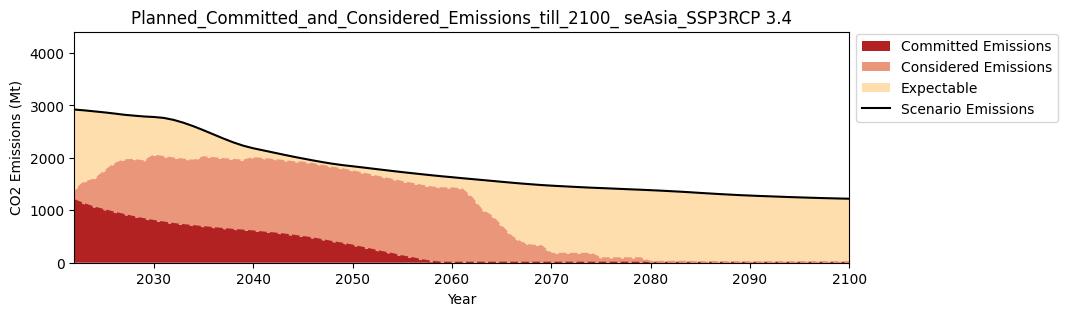 Planned_Committed_and_Considered_Emissions_till_2100_ seAsia_SSP3RCP 3.4
Committed Emissions
Considered Emissions
Expectable
Scenario Emissions
CO2 Emissions (Mt)
4000
3000
2000
1000
0
2030 2040 2050 2060 2070 2080 2090 2100
Year